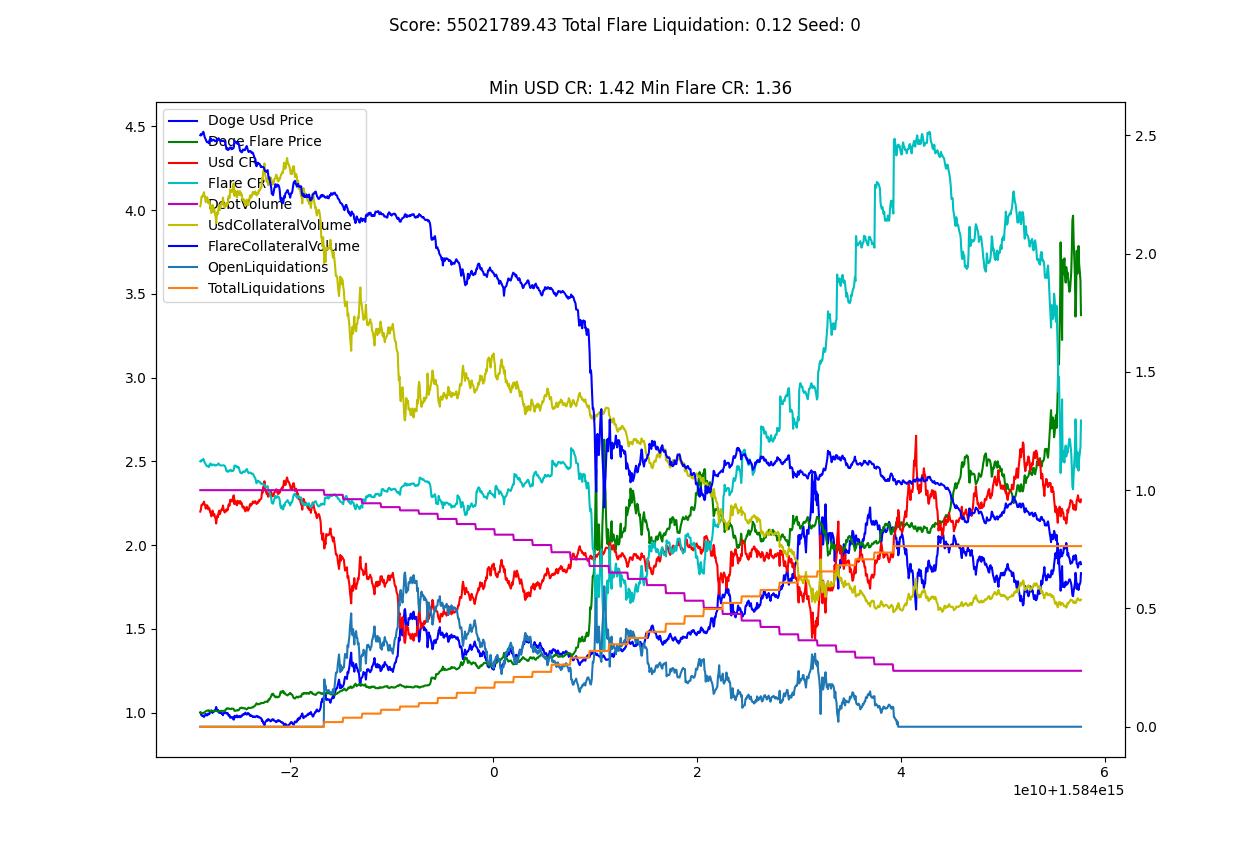 Score: 55021789.43 Total Flare Liquidation: 0.12 Seed: 0
Min USD CR: 1.42 Min Flare CR: 1.36
Doge Usd Price
Doge Flare Price
Usd CR
Flare CR
DebtVolume
UsdCollateralVolume
FlareCollateralVolume
OpenLiquidations
TotalLiquidations
4.5
4.0
3.5
3.0
2.5
2.0
1.5
1.0
2.5
2.0
1.5
1.0
0.5
0.0
−2 0 2 4 6
1e10+1.584e15